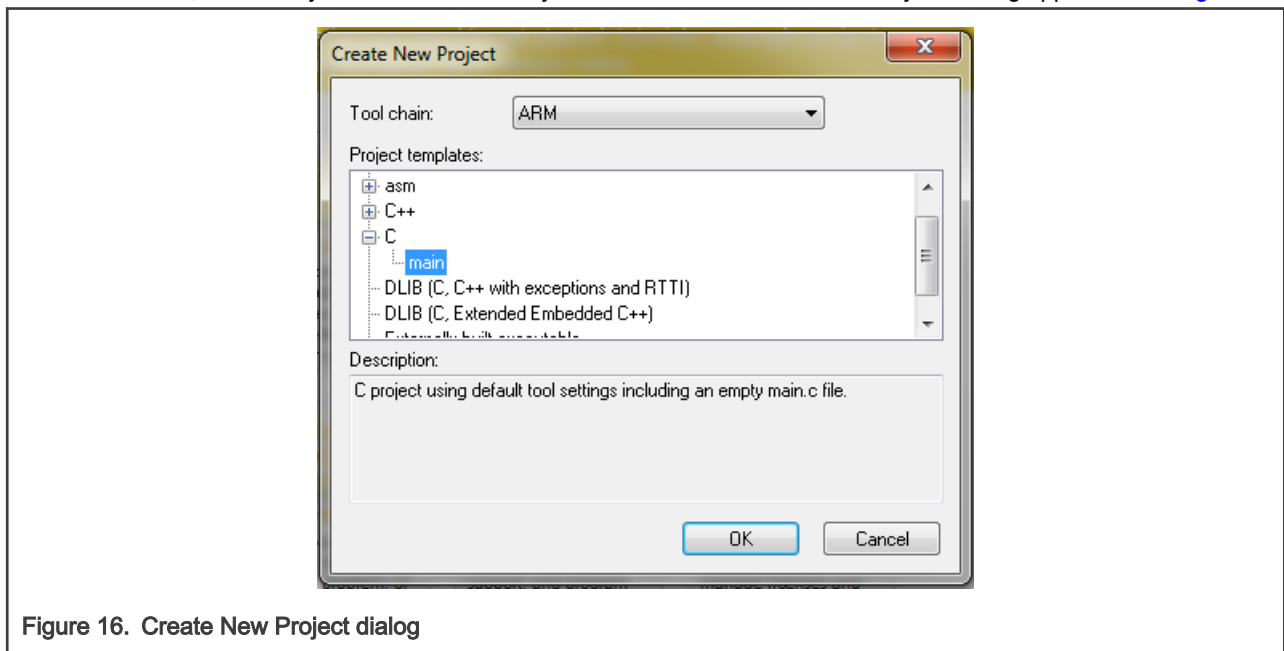 Create New Project
Tool chain:
ARM
Project templates:
asm
C++
C
main
DLIB (C, C++ with exceptions and RTTI)
DLIB (C, Extended Embedded C++)
Description:
C project using default tool settings including an empty main.c file.
OK Cancel
Figure 16. Create New Project dialog